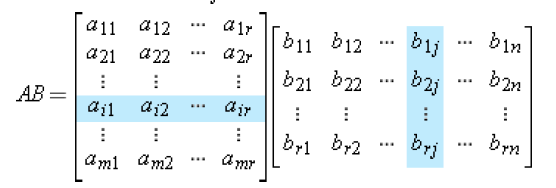 AB = [ a11 a12 ⋯ a1r ] [ b11 b12 ⋯ b1j ⋯ b1n ]
a21 a22 ⋯ a2r b21 b22 ⋯ b2j ⋯ b2n
⋮ ⋮ ⋮ ⋮ ⋮ ⋮ ⋮
ai1 ai2 ⋯ air br1 br2 ⋯ brj ⋯ brn
⋮ ⋮ ⋮
am1 am2 ⋯ amr